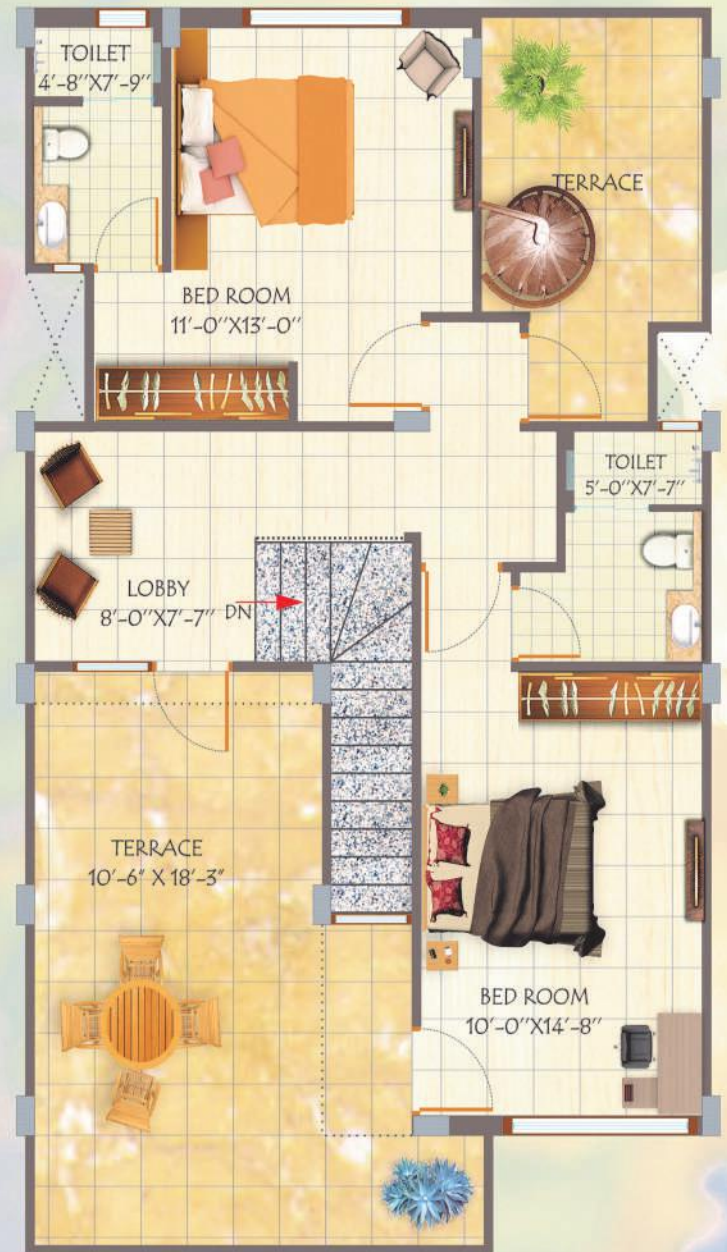 TOILET
4'-8''X7'-9''
TERRACE
BED ROOM
11'-0''X13'-0''
TOILET
5'-0''X7'-7''
LOBBY
8'-0''X7'-7''
DN
TERRACE
10'-6" X 18'-3"
BED ROOM
10'-0''X14'-8''